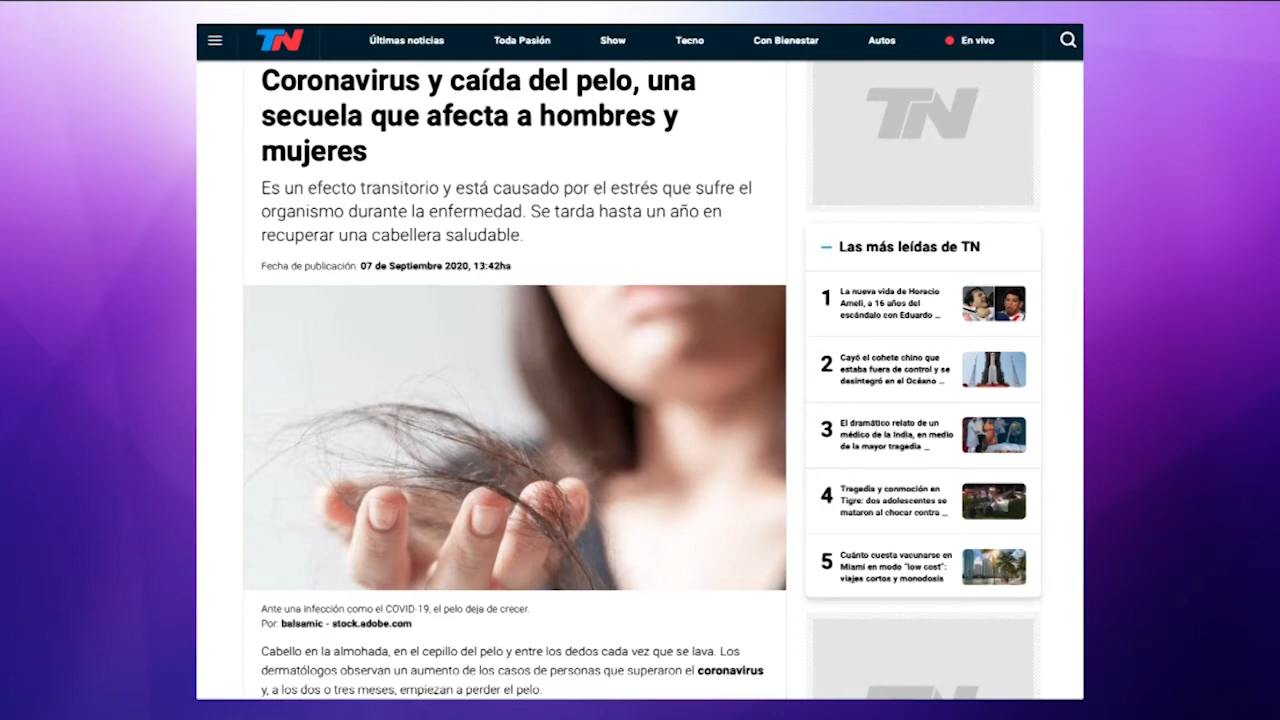 TN
Últimas noticias
Toda Pasión
Show
Tecno
Con Bienestar
Autos
En vivo
Coronavirus y caída del pelo, una
secuela que afecta a hombres y
mujeres
Es un efecto transitorio y está causado por el estrés que sufre el
organismo durante la enfermedad. Se tarda hasta un año en
recuperar una cabellera saludable.
Fecha de publicación: 07 de Septiembre 2020, 13:42hs
Ante una infección como el COVID-19, el pelo deja de crecer.
Por: balsamic - stock.adobe.com
Cabello en la almohada, en el cepillo del pelo y entre los dedos cada vez que se lava. Los
dermatólogos observan un aumento de los casos de personas que superaron el coronavirus
y, a los dos o tres meses, empiezan a perder el pelo.
TN
Las más leídas de TN
1
La nueva vida de Horacio
Ameli, a 16 años del
escándalo con Eduardo ...
2
Cayó el cohete chino que
estaba fuera de control y se
desintegró en el Océano ...
3
El dramático relato de un
médico de la India, en medio
de la mayor tragedia ...
4
Tragedia y conmoción en
Tigre: dos adolescentes se
mataron al chocar contra ...
5
Cuánto cuesta vacunarse en
Miami en modo "low cost":
viajes cortos y monodosis
TN